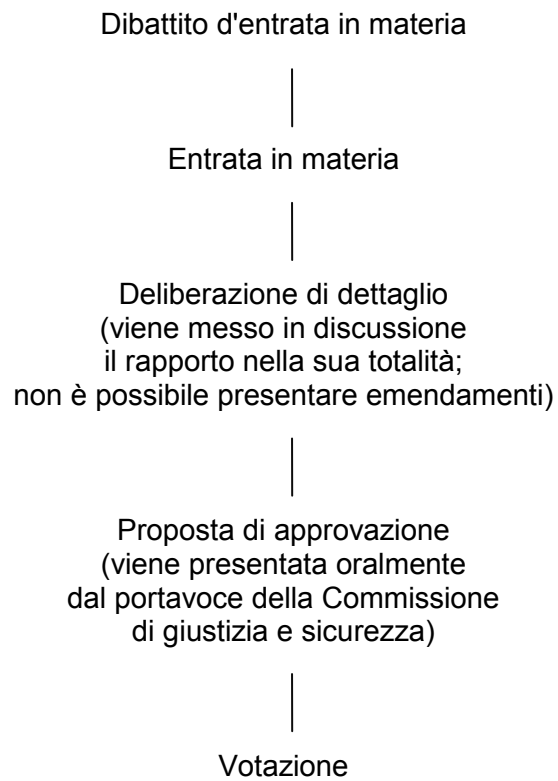 Dibattito d'entrata in materia
Entrata in materia
Deliberazione di dettaglio
(viene messo in discussione
il rapporto nella sua totalità;
non è possibile presentare emendamenti)
Proposta di approvazione
(viene presentata oralmente
dal portavoce della Commissione
di giustizia e sicurezza)
Votazione